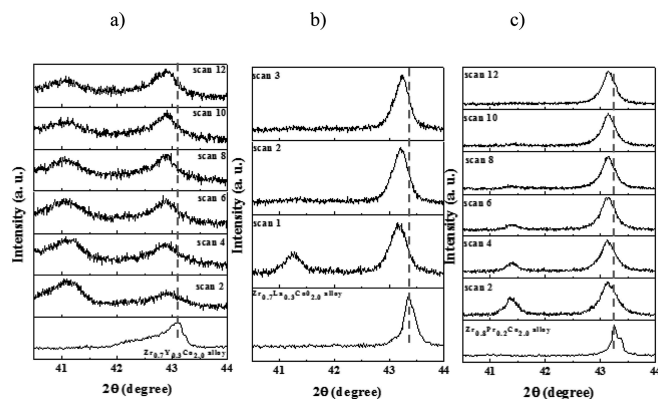 a)
b)
c)
scan 12
scan 10
scan 8
scan 6
scan 4
scan 2
Zr0.7Y0.3Co2.0 alloy
Intensity (a. u.)
41 42 43 44
2θ (degree)
scan 3
scan 2
scan 1
Zr0.7La0.3Co2.0 alloy
Intensity (a. u.)
41 42 43 44
2θ (degree)
scan 12
scan 10
scan 8
scan 6
scan 4
scan 2
Zr0.8Pr0.2Co2.0 alloy
Intensity (a. u.)
41 42 43 44
2θ (degree)